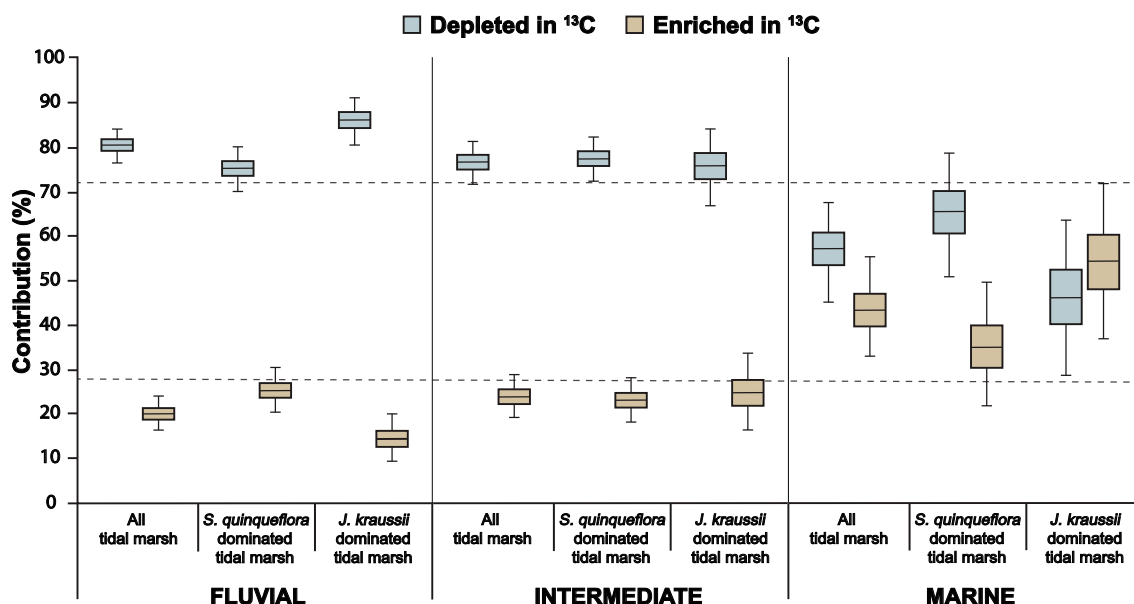 Depleted in ¹³C Enriched in ¹³C
Contribution (%)
100
90
80
70
60
50
40
30
20
10
0
All
tidal marsh
S. quinqueflora
dominated
tidal marsh
J. kraussii
dominated
tidal marsh
All
tidal marsh
S. quinqueflora
dominated
tidal marsh
J. kraussii
dominated
tidal marsh
All
tidal marsh
S. quinqueflora
dominated
tidal marsh
J. kraussii
dominated
tidal marsh
FLUVIAL INTERMEDIATE MARINE